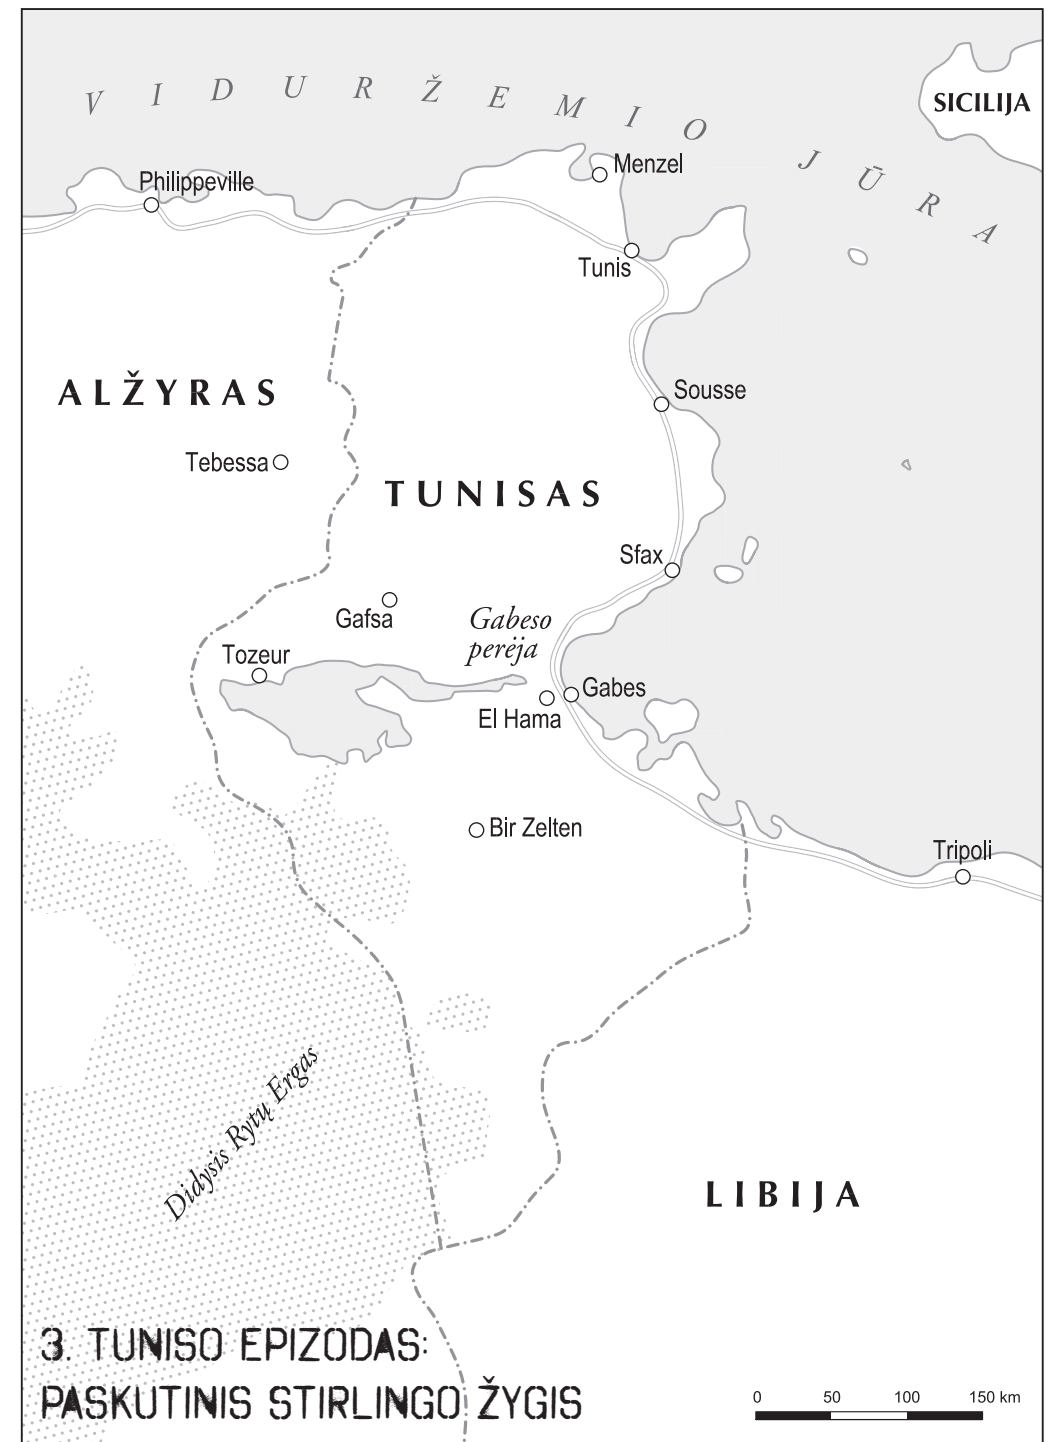 VIDURŽEMIO JŪRA
SICILIJA
Menzel
Philippeville
Tunis
ALŽYRAS
Sousse
Tebessa
TUNISAS
Sfax
Gafsa
Gabeso
perėja
Tozeur
Gabes
El Hama
Bir Zelten
Tripoli
Didysis Rytų Ergas
LIBIJA
3. TUNISO EPIZODAS:
PASKUTINIS STIRLINGO ŽYGIS
0 50 100 150 km